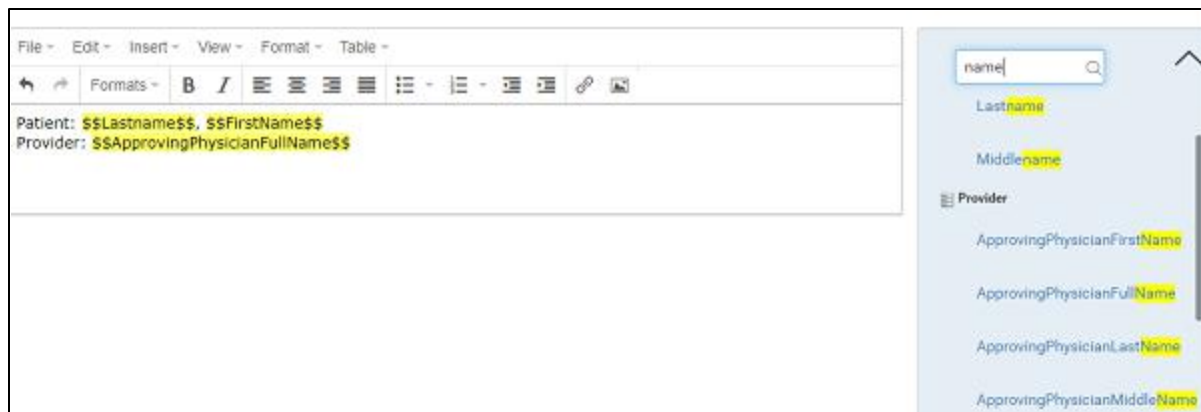 File Edit Insert View Format Table
Formats B I
Patient: $$Lastname$$, $$FirstName$$
Provider: $$ApprovingPhysicianFullName$$
name
Lastname
Middlename
Provider
ApprovingPhysicianFirstName
ApprovingPhysicianFullName
ApprovingPhysicianLastName
ApprovingPhysicianMiddleName